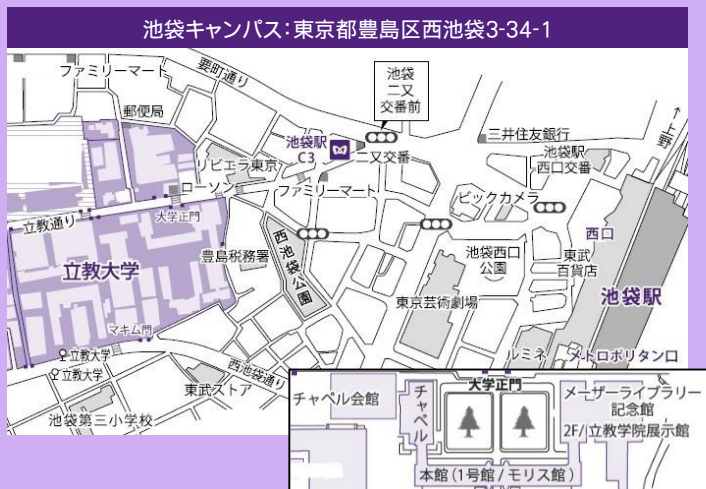 池袋キャンパス:東京都豊島区西池袋3-34-1
ファミリーマート
要町通り
池袋
二又
交番前
郵便局
池袋駅
C3
二又交番
三井住友銀行
池袋駅
西口交番
←上野
リビエラ東京
ローソン
ファミリーマート
ビックカメラ
立教通り
大学正門
西口
立教大学
豊島税務署
西池袋公園
池袋西口
公園
東武
百貨店
東京芸術劇場
池袋駅
マキム門
立教大学
立教大学
西池袋通り
ルミネ
メトロポリタン口
東武ストア
池袋第三小学校
チャペル会館
チャペル
大学正門
メーザーライブラリー
記念館
2F/立教学院展示館
本館(1号館/モリス館)